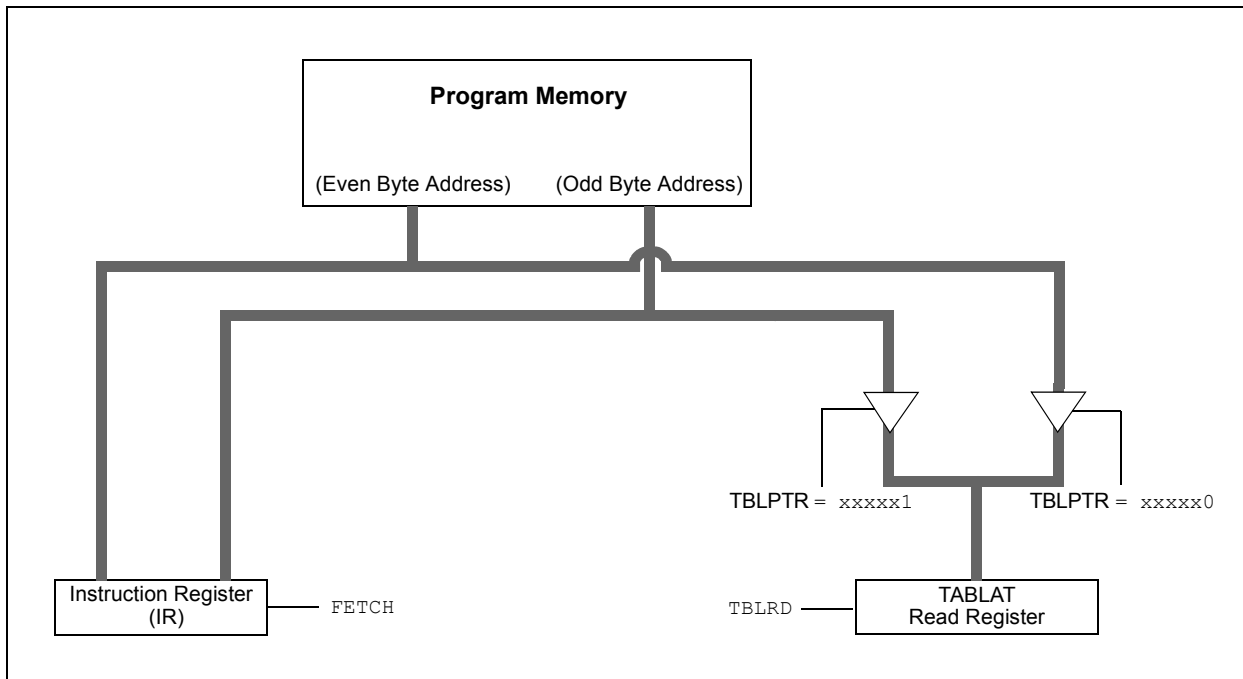 Program Memory
(Even Byte Address)
(Odd Byte Address)
TBLPTR = xxxxx1
TBLPTR = xxxxx0
Instruction Register
(IR)
FETCH
TBLRD
TABLAT
Read Register